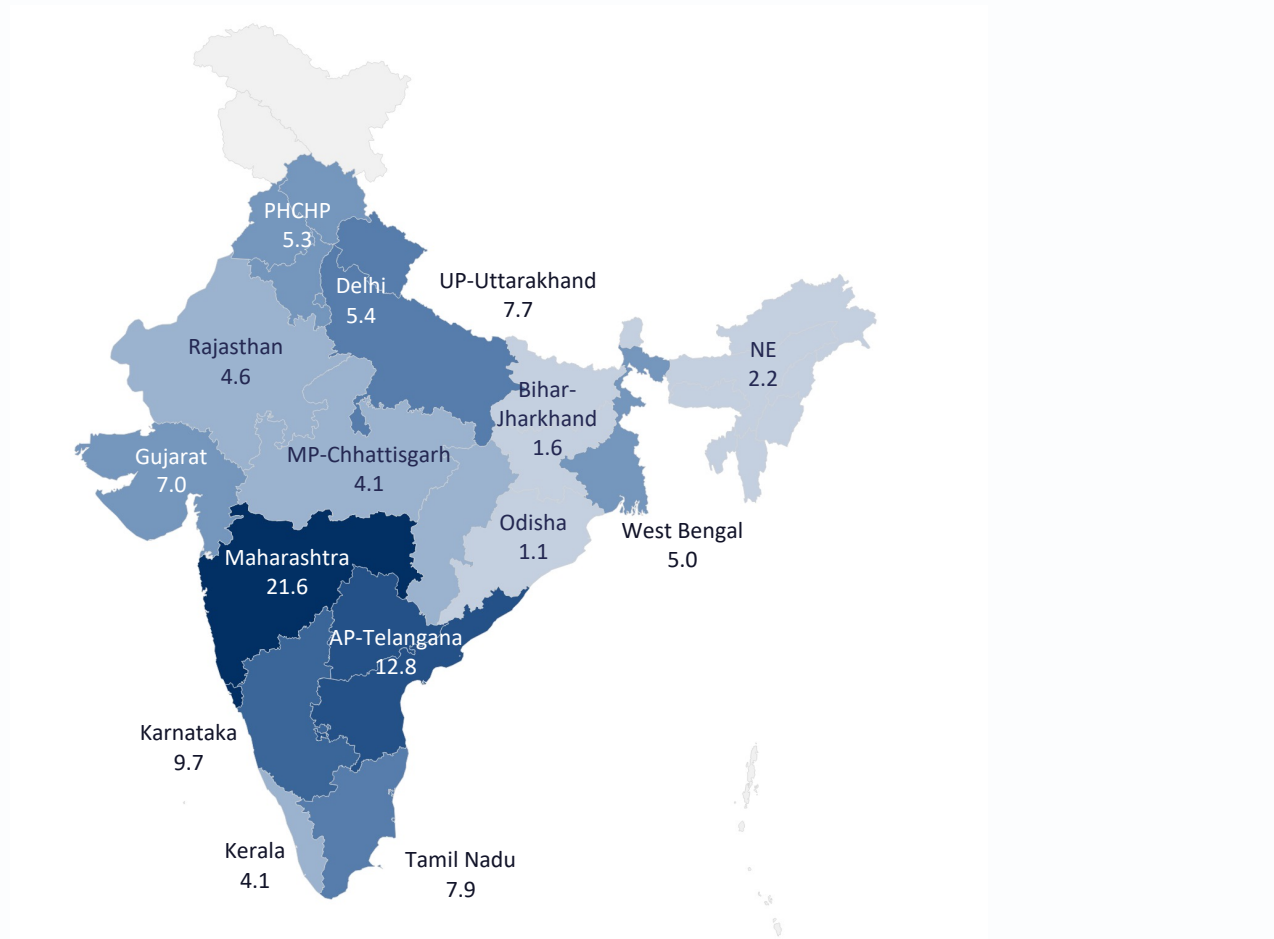 PHCHP
5.3
Delhi
5.4
UP-Uttarakhand
7.7
Rajasthan
4.6
NE
2.2
Bihar-
Jharkhand
1.6
Gujarat
7.0
MP-Chhattisgarh
4.1
Odisha
1.1
West Bengal
5.0
Maharashtra
21.6
AP-Telangana
12.8
Karnataka
9.7
Kerala
4.1
Tamil Nadu
7.9